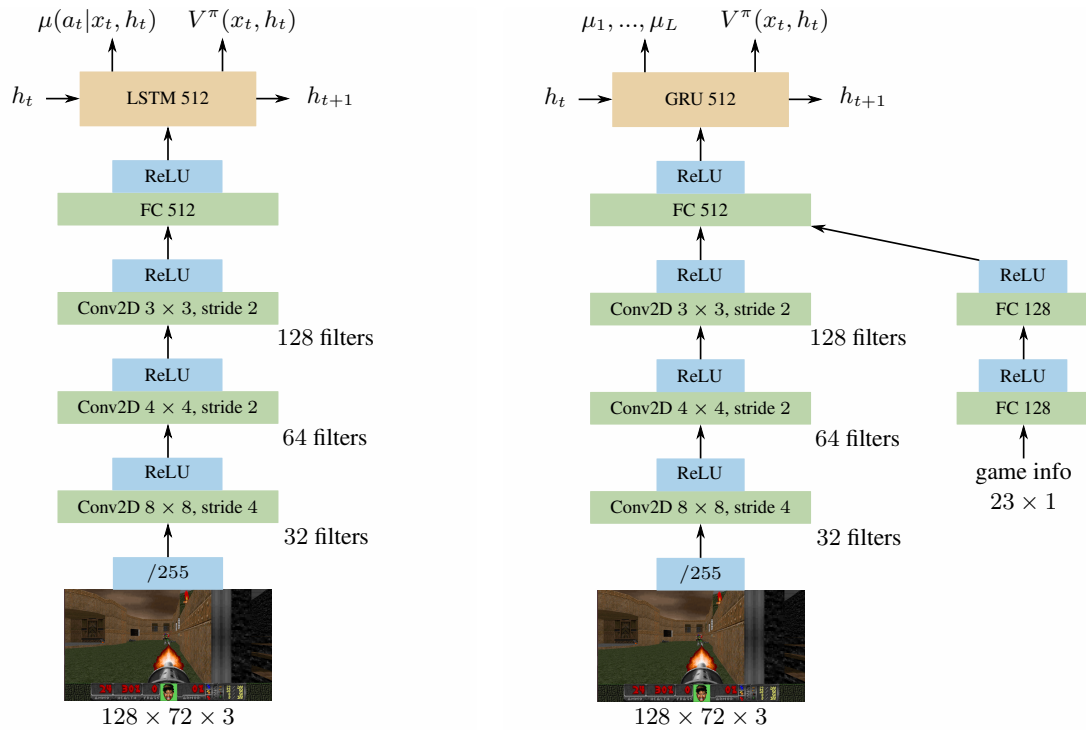 μ(a_t|x_t, h_t)
V^π(x_t, h_t)
h_t
LSTM 512
h_{t+1}
ReLU
FC 512
ReLU
Conv2D 3 × 3, stride 2
128 filters
ReLU
Conv2D 4 × 4, stride 2
64 filters
ReLU
Conv2D 8 × 8, stride 4
32 filters
/255
128 × 72 × 3
μ_1, ..., μ_L
V^π(x_t, h_t)
h_t
GRU 512
h_{t+1}
ReLU
FC 512
ReLU
Conv2D 3 × 3, stride 2
128 filters
ReLU
Conv2D 4 × 4, stride 2
64 filters
ReLU
Conv2D 8 × 8, stride 4
32 filters
/255
128 × 72 × 3
ReLU
FC 128
ReLU
FC 128
game info
23 × 1